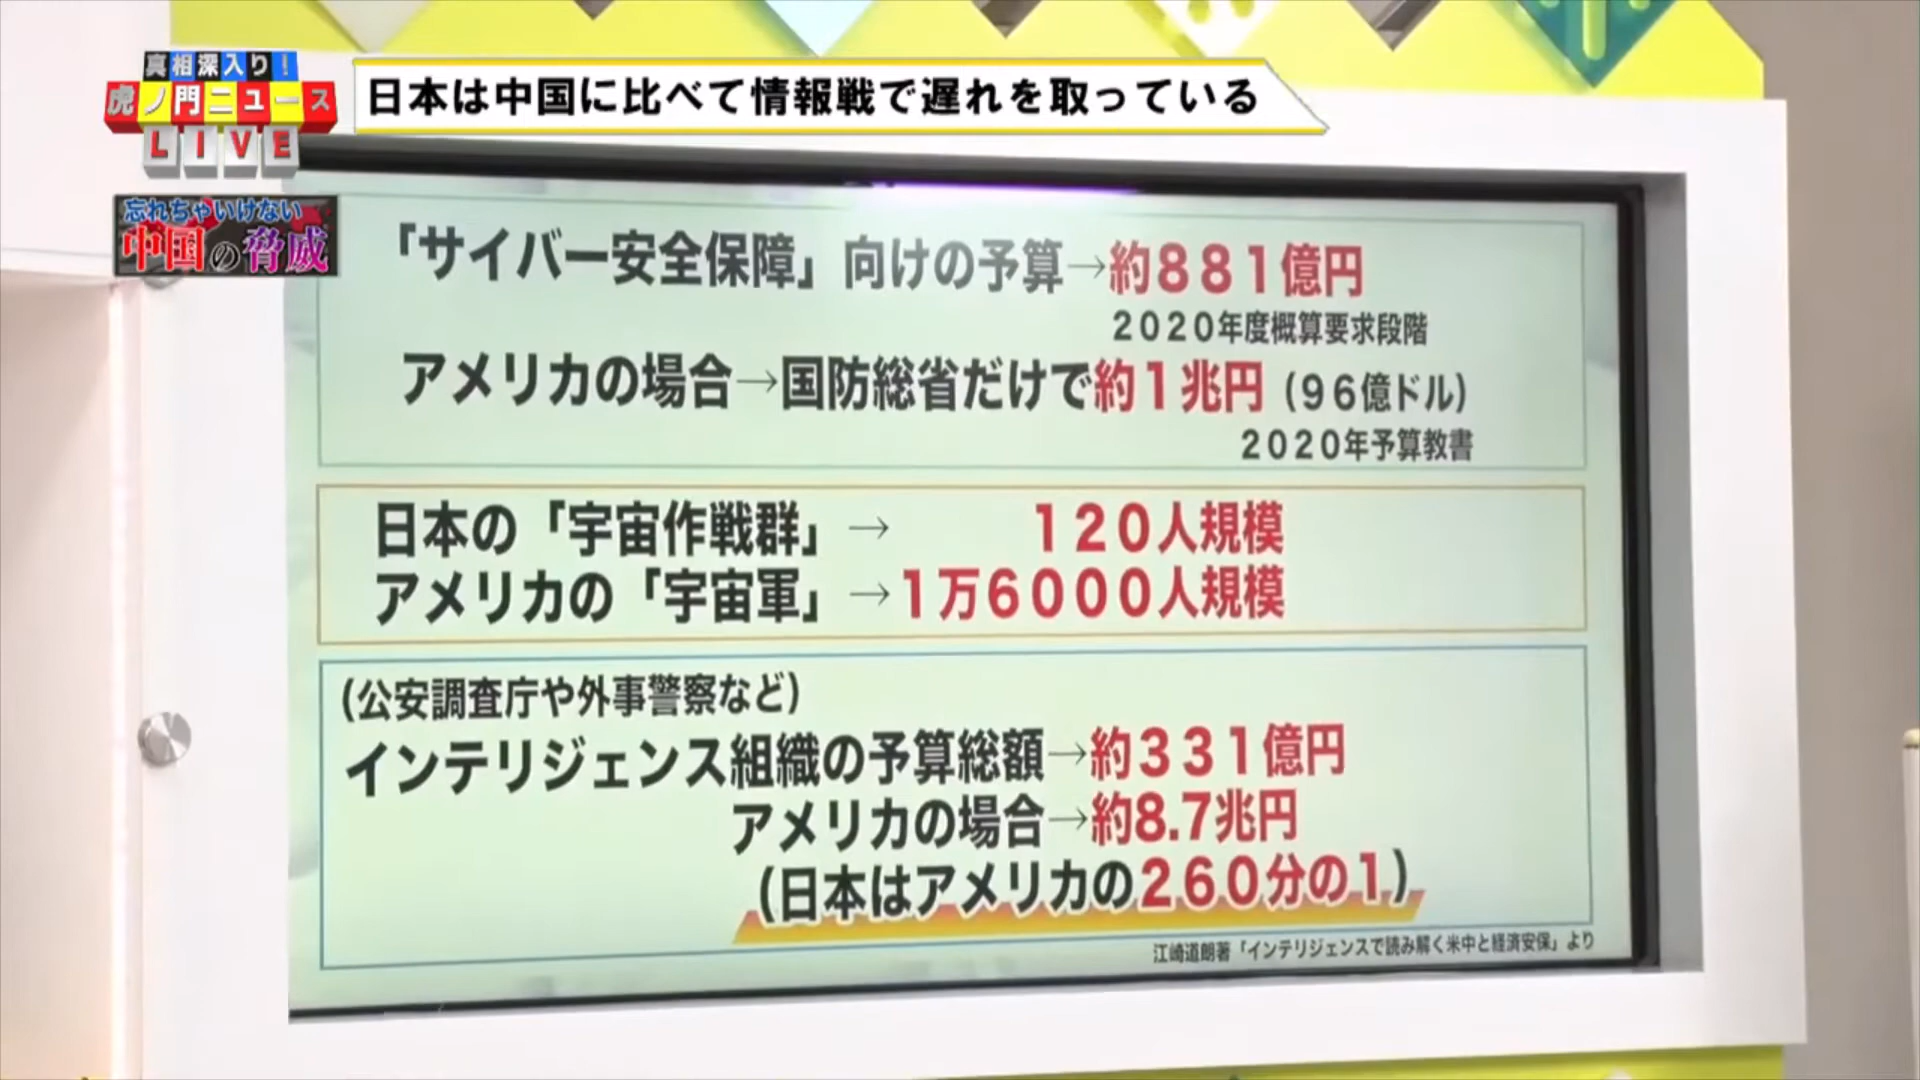 真相深入り！
虎ノ門ニュース
LIVE
日本は中国に比べて情報戦で遅れを取っている
忘れちゃいけない
中国の脅威
「サイバー安全保障」向けの予算→約881億円
2020年度概算要求段階
アメリカの場合→国防総省だけで約1兆円（96億ドル）
2020年予算教書
日本の「宇宙作戦群」→ 120人規模
アメリカの「宇宙軍」→1万6000人規模
（公安調査庁や外事警察など）
インテリジェンス組織の予算総額→約331億円
アメリカの場合→約8.7兆円
（日本はアメリカの260分の1）
江崎道朗著「インテリジェンスで読み解く米中と経済安保」より